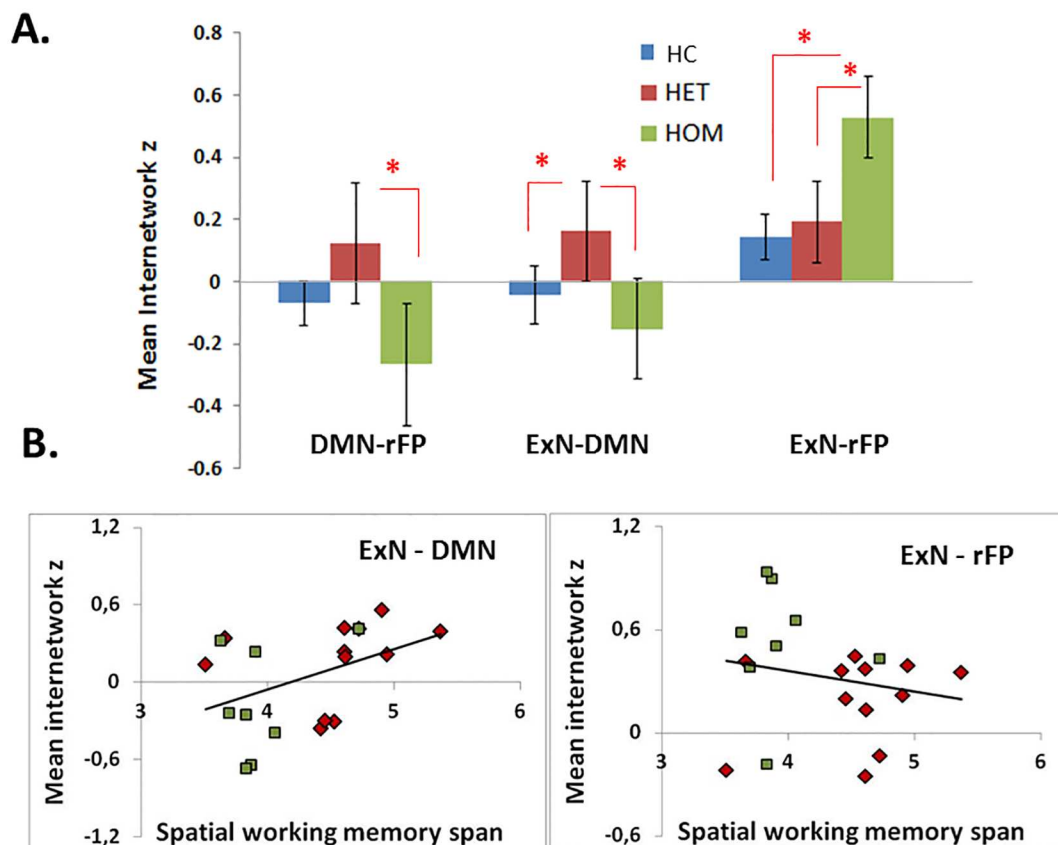 A.
Mean Internetwork z
0.8
0.6
0.4
0.2
0
-0.2
-0.4
-0.6
HC
HET
HOM
*
*
*
*
*
DMN-rFP
ExN-DMN
ExN-rFP
B.
Mean internetwork z
1,2
0,6
0
-0,6
-1,2
ExN - DMN
3
4
5
6
Spatial working memory span
Mean internetwork z
1,2
0,6
0
-0,6
ExN - rFP
3
4
5
6
Spatial working memory span